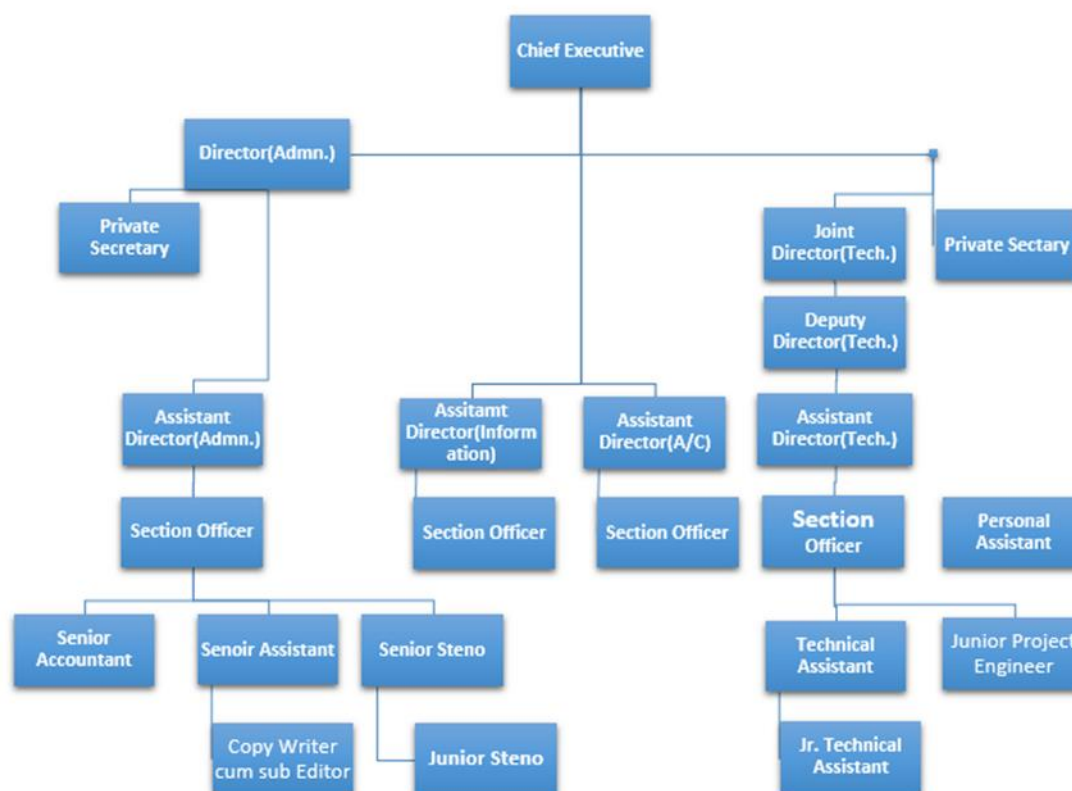 Chief Executive
Director(Admn.)
Private
Secretary
Joint
Director(Tech.)
Private Sectary
Deputy
Director(Tech.)
Assistant
Director(Admn.)
Assitamt
Director(Inform
ation)
Assistant
Director(A/C)
Assistant
Director(Tech.)
Section Officer
Section Officer
Section Officer
Section
Officer
Personal
Assistant
Senior
Accountant
Senoir Assistant
Senior Steno
Technical
Assistant
Junior Project
Engineer
Copy Writer
cum sub Editor
Junior Steno
Jr. Technical
Assistant